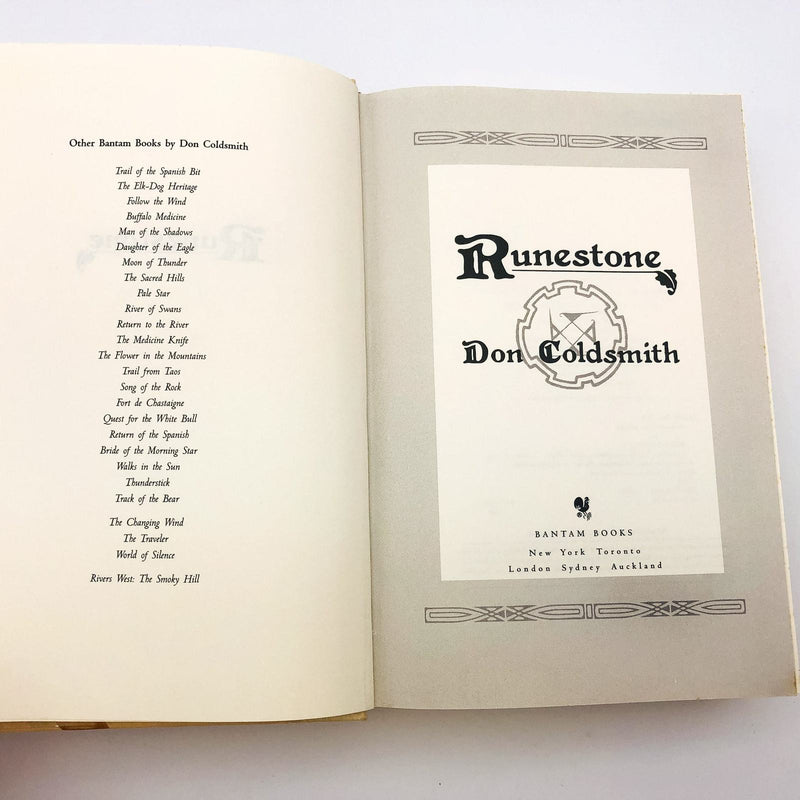 Other Bantam Books by Don Coldsmith
Trail of the Spanish Bit
The Elk-Dog Heritage
Follow the Wind
Buffalo Medicine
Man of the Shadows
Daughter of the Eagle
Moon of Thunder
The Sacred Hills
Pale Star
River of Swans
Return to the River
The Medicine Knife
The Flower in the Mountains
Trail from Taos
Song of the Rock
Fort de Chastaigne
Quest for the White Bull
Return of the Spanish
Bride of the Morning Star
Walks in the Sun
Thunderstick
Track of the Bear
The Changing Wind
The Traveler
World of Silence
Rivers West: The Smoky Hill
Runestone
Don Coldsmith
BANTAM BOOKS
New York Toronto
London Sydney Auckland